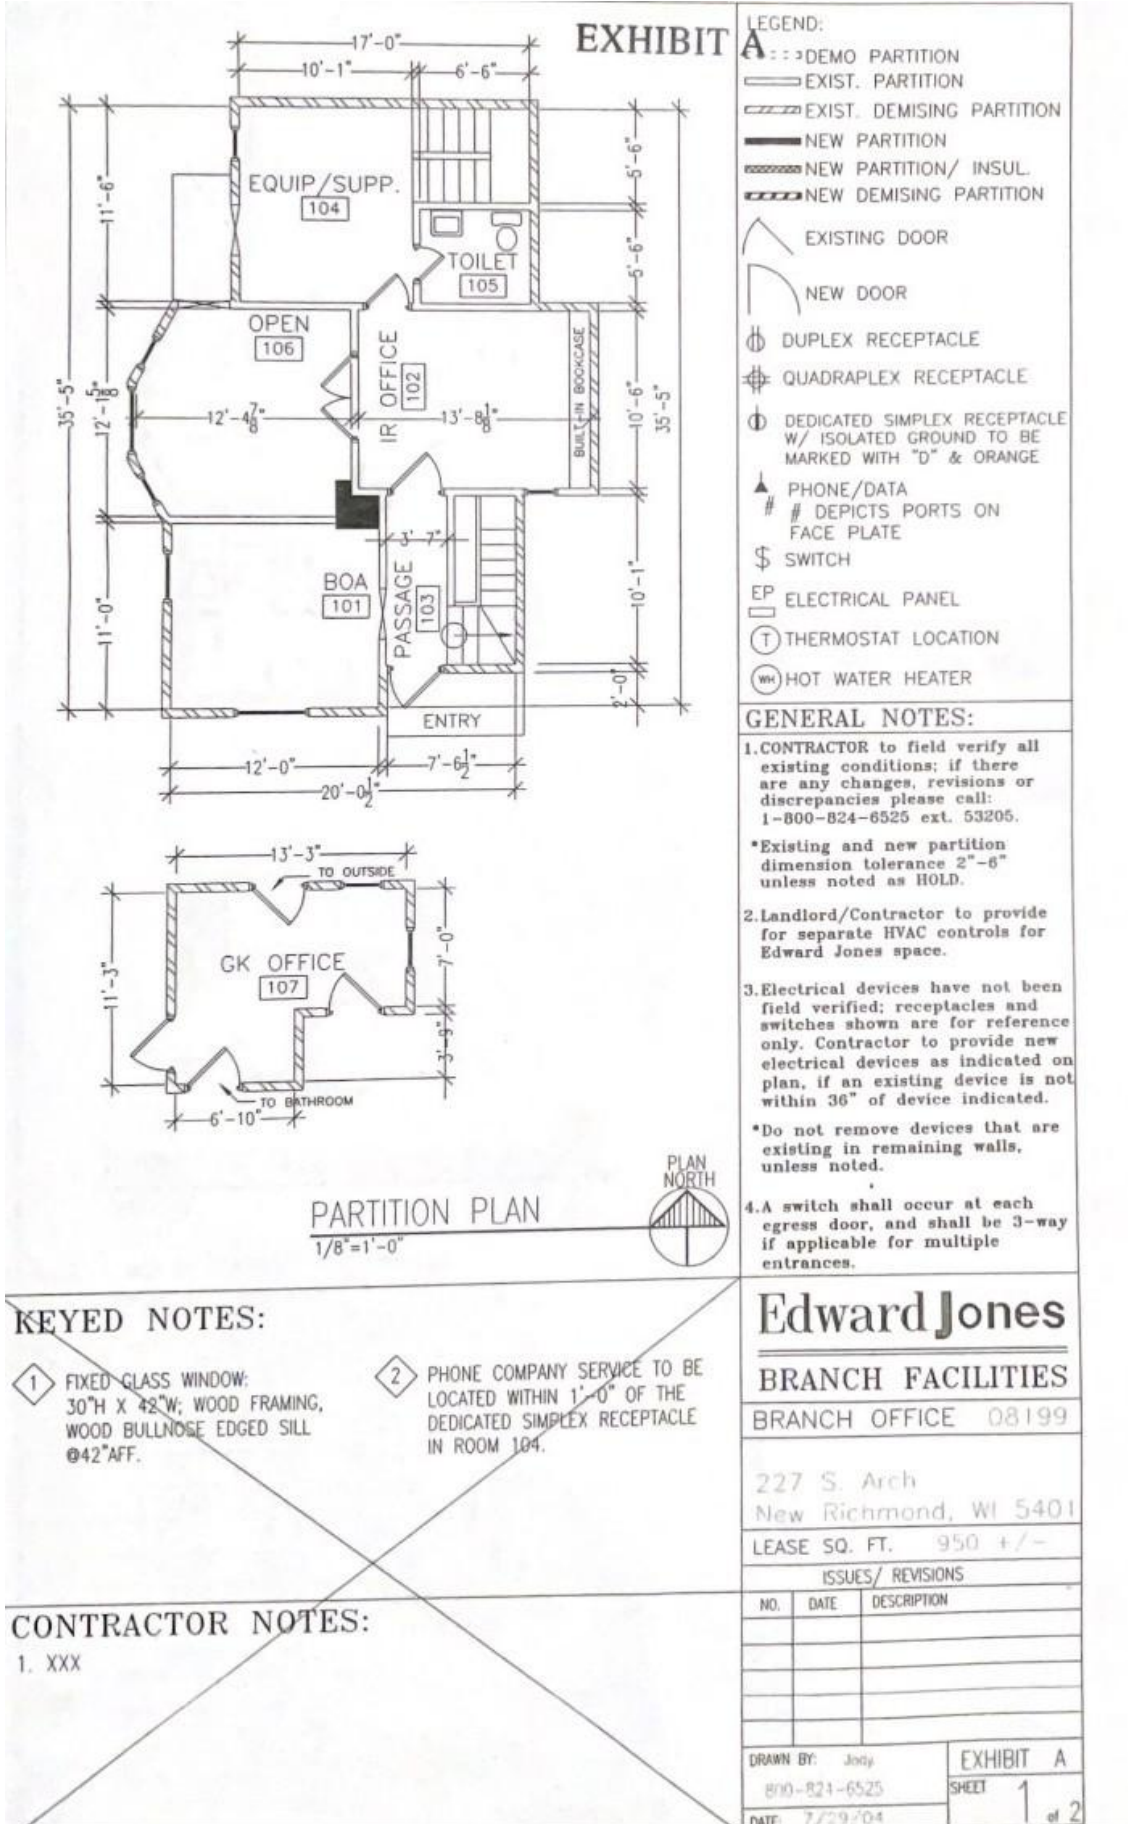 EXHIBIT A
17'-0"
10'-1"
6'-6"
11'-6"
5'-6"
EQUIP/SUPP.
104
TOILET
105
5'-6"
OPEN
106
IR OFFICE
102
BUILT-IN BOOKCASE
35'-5"
12'-1 5/8"
12'-4 7/8"
13'-8 1/8"
10'-6"
35'-5"
3'-7"
BOA
101
PASSAGE
103
11'-0"
10'-1"
2'-0"
ENTRY
12'-0"
7'-6 1/2"
20'-0 1/2"
13'-3"
TO OUTSIDE
GK OFFICE
107
11'-3"
7'-0"
3'-9"
TO BATHROOM
6'-10"
PARTITION PLAN
1/8"=1'-0"
PLAN
NORTH
KEYED NOTES:
1 FIXED GLASS WINDOW:
30"H X 42"W; WOOD FRAMING,
WOOD BULLNOSE EDGED SILL
@42"AFF.
2 PHONE COMPANY SERVICE TO BE
LOCATED WITHIN 1'-0" OF THE
DEDICATED SIMPLEX RECEPTACLE
IN ROOM 104.
CONTRACTOR NOTES:
1. XXX
LEGEND:
DEMO PARTITION
EXIST. PARTITION
EXIST. DEMISING PARTITION
NEW PARTITION
NEW PARTITION/ INSUL.
NEW DEMISING PARTITION
EXISTING DOOR
NEW DOOR
DUPLEX RECEPTACLE
QUADRAPLEX RECEPTACLE
DEDICATED SIMPLEX RECEPTACLE
W/ ISOLATED GROUND TO BE
MARKED WITH "D" & ORANGE
PHONE/DATA
# # DEPICTS PORTS ON
FACE PLATE
$ SWITCH
EP ELECTRICAL PANEL
T THERMOSTAT LOCATION
WH HOT WATER HEATER
GENERAL NOTES:
1.CONTRACTOR to field verify all
existing conditions; if there
are any changes, revisions or
discrepancies please call:
1-800-824-6525 ext. 53205.
*Existing and new partition
dimension tolerance 2"-6"
unless noted as HOLD.
2.Landlord/Contractor to provide
for separate HVAC controls for
Edward Jones space.
3.Electrical devices have not been
field verified; receptacles and
switches shown are for reference
only. Contractor to provide new
electrical devices as indicated on
plan, if an existing device is not
within 36" of device indicated.
*Do not remove devices that are
existing in remaining walls,
unless noted.
4.A switch shall occur at each
egress door, and shall be 3-way
if applicable for multiple
entrances.
Edward Jones
BRANCH FACILITIES
BRANCH OFFICE 08199
227 S. Arch
New Richmond, WI 5401
LEASE SQ. FT. 950 +/-
ISSUES/ REVISIONS
NO. DATE DESCRIPTION
DRAWN BY: Jody
800-824-6525
DATE: 7/29/04
EXHIBIT A
SHEET 1 of 2